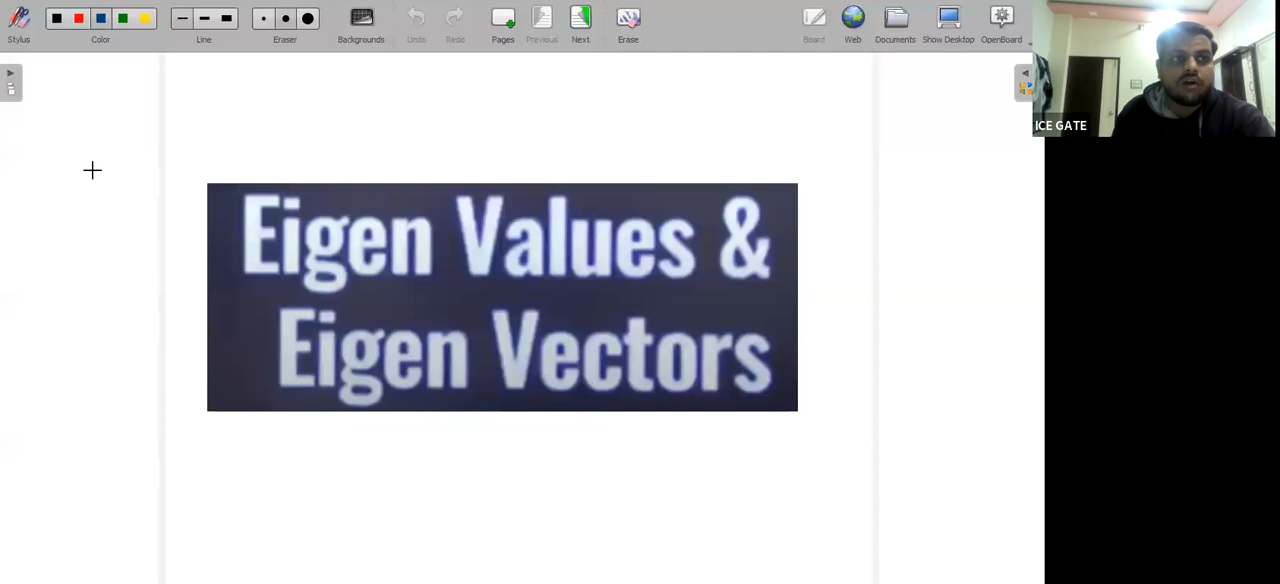 Stylus
Color
Line
Eraser
Backgrounds
Undo
Redo
Pages
Previous
Next
Erase
Board
Web
Documents
Show Desktop
OpenBoard
ICE GATE
Eigen Values &
Eigen Vectors